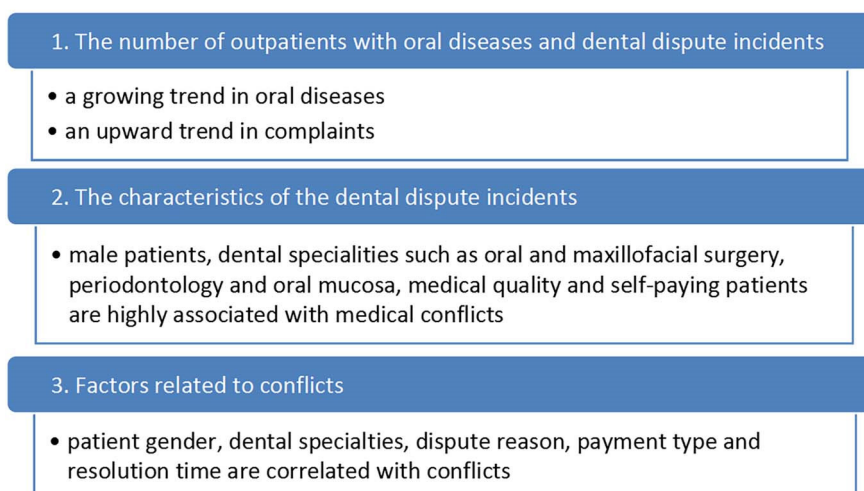 1. The number of outpatients with oral diseases and dental dispute incidents
• a growing trend in oral diseases
• an upward trend in complaints
2. The characteristics of the dental dispute incidents
• male patients, dental specialities such as oral and maxillofacial surgery,
periodontology and oral mucosa, medical quality and self-paying patients
are highly associated with medical conflicts
3. Factors related to conflicts
• patient gender, dental specialties, dispute reason, payment type and
resolution time are correlated with conflicts